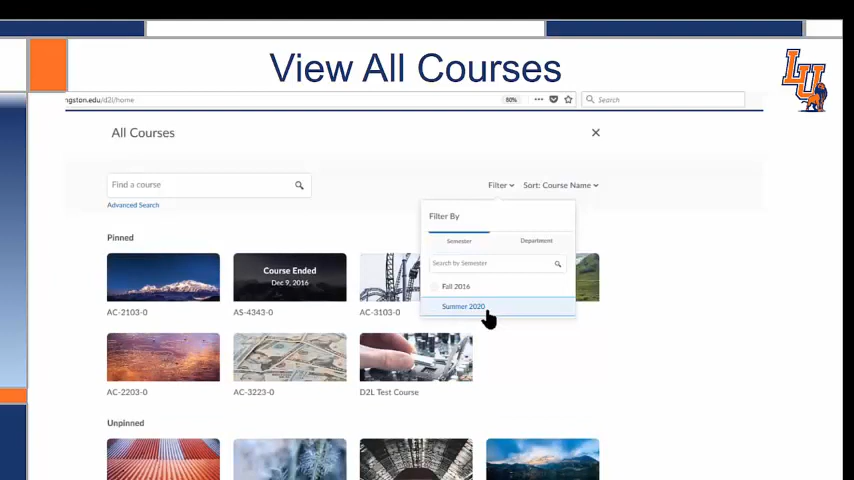 View All Courses
LU
ngston.edu/d2l/home
80%
Search
All Courses
Find a course
Filter
Sort: Course Name
Advanced Search
Filter By
Semester
Department
Search by Semester
Fall 2016
Summer 2020
Pinned
Course Ended
Dec 9, 2016
AC-2103-0
AS-4343-0
AC-3103-0
AC-2203-0
AC-3223-0
D2L Test Course
Unpinned